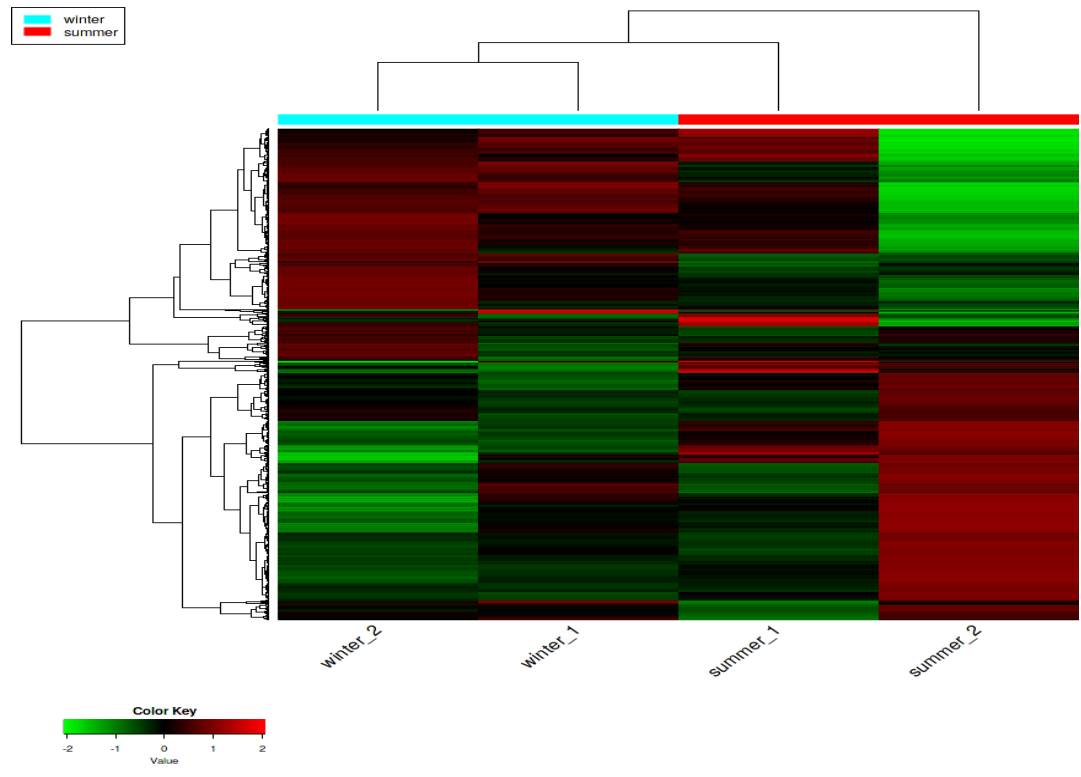 winter
summer
winter_2
winter_1
summer_1
summer_2
Color Key
-2 -1 0 1 2
Value